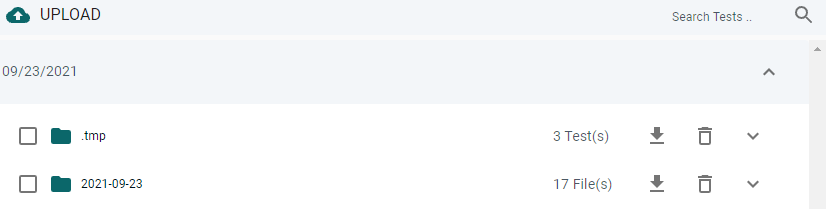 UPLOAD Search Tests ..
09/23/2021
.tmp 3 Test(s)
2021-09-23 17 File(s)